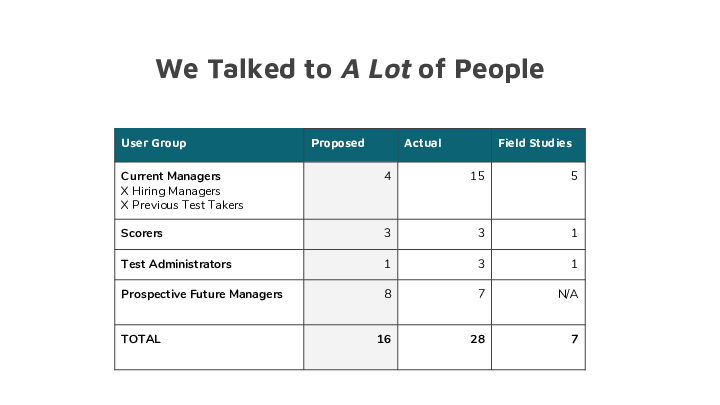 We Talked to A Lot of People
User Group Proposed Actual Field Studies
Current Managers 4 15 5
X Hiring Managers
X Previous Test Takers
Scorers 3 3 1
Test Administrators 1 3 1
Prospective Future Managers 8 7 N/A
TOTAL 16 28 7